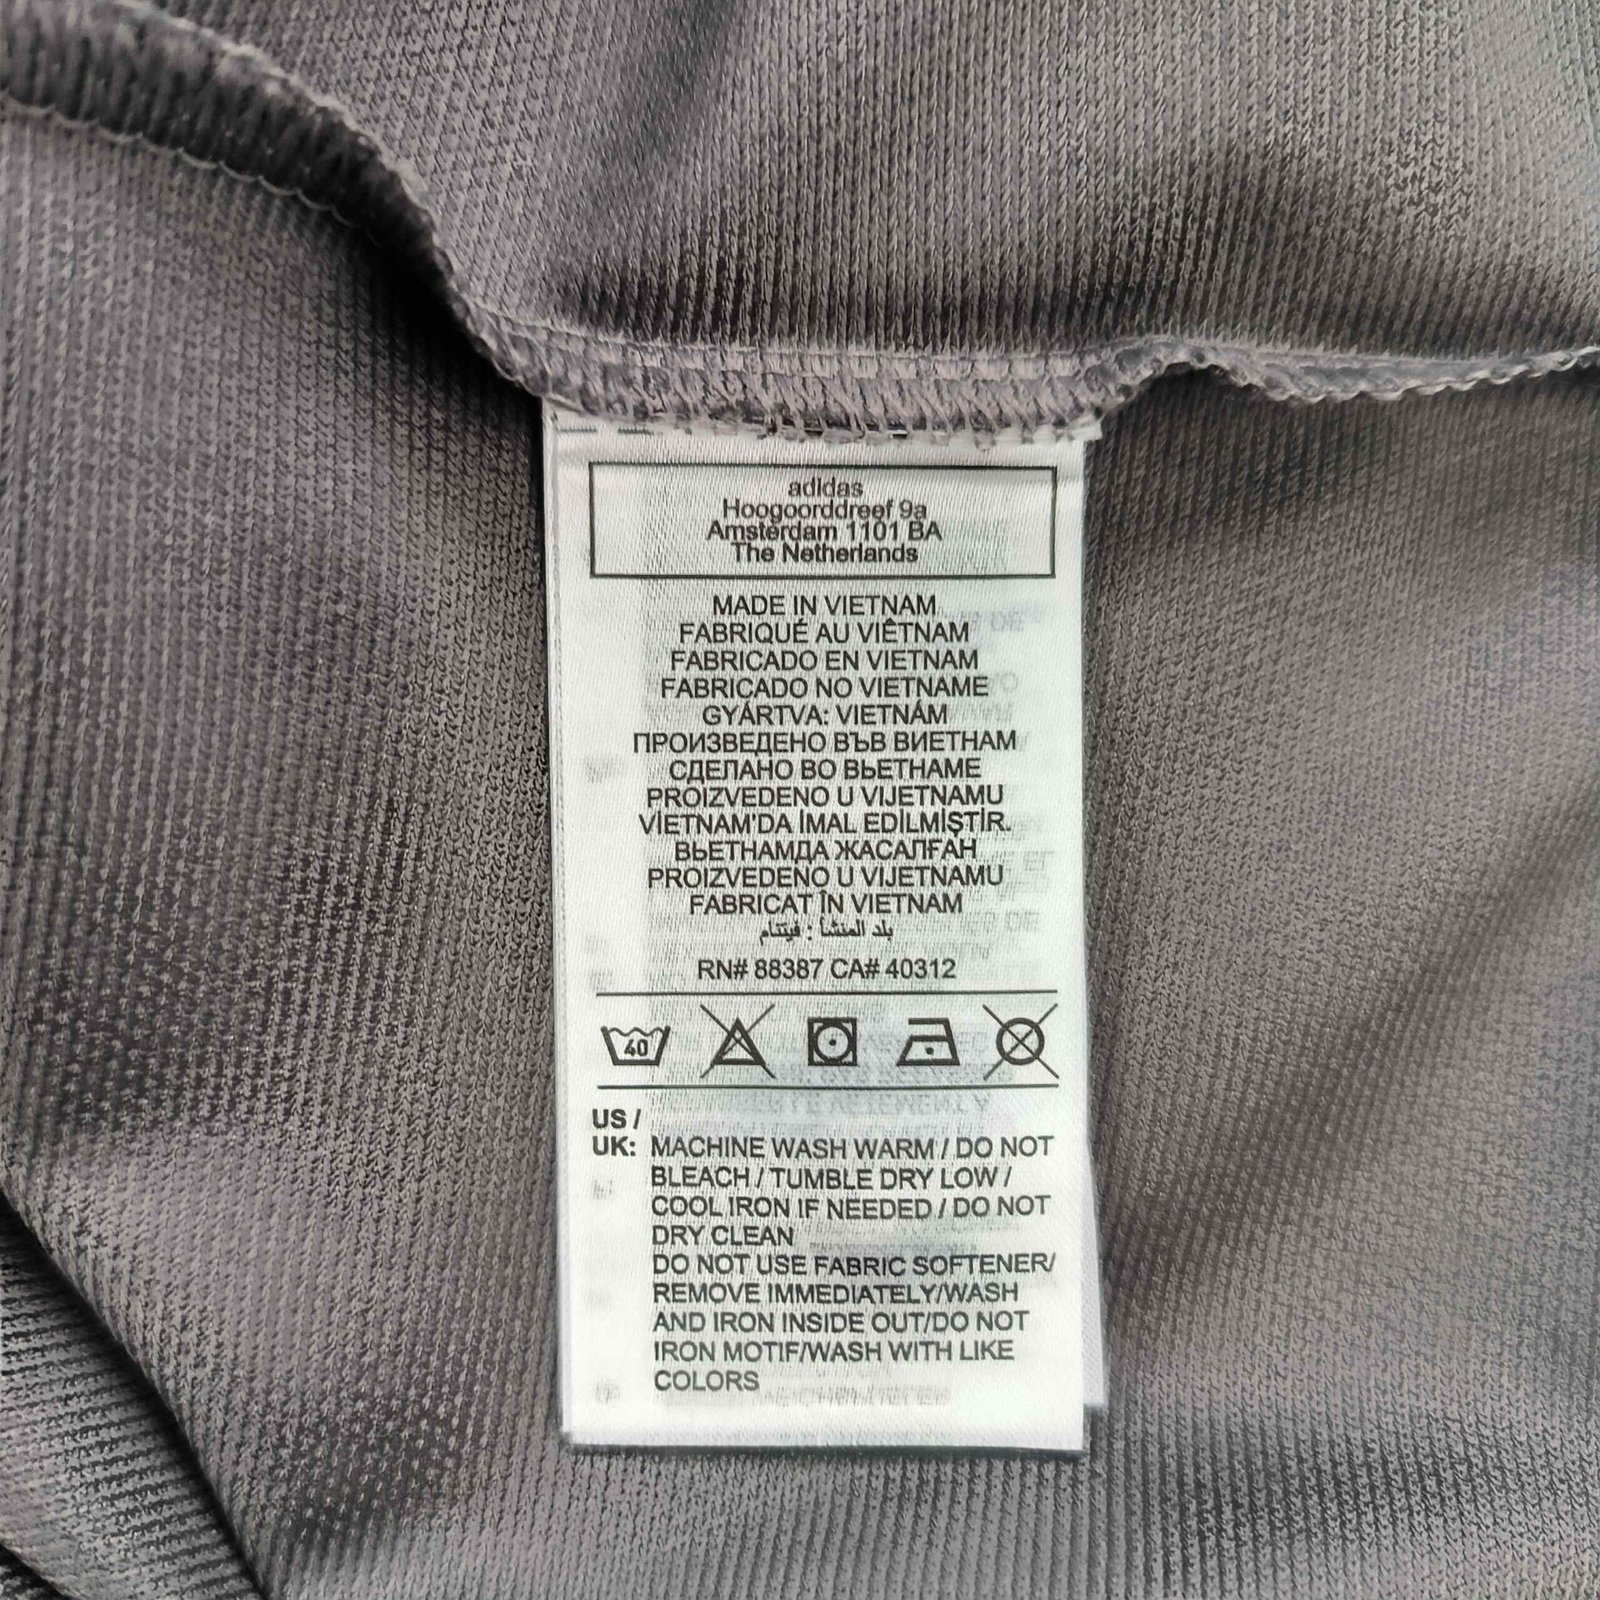 adidas
Hoogoorddreef 9a
Amsterdam 1101 BA
The Netherlands
MADE IN VIETNAM
FABRIQUÉ AU VIÊTNAM
FABRICADO EN VIETNAM
FABRICADO NO VIETNAME
GYÁRTVA: VIETNÁM
ПРОИЗВЕДЕНО ВЪВ ВИЕТНАМ
СДЕЛАНО ВО ВЬЕТНАМЕ
PROIZVEDENO U VIJETNAMU
VİETNAM'DA İMAL EDİLMİŞTİR.
ВЬЕТНАМДА ЖАСАЛҒАН
PROIZVEDENO U VIJETNAMU
FABRICAT ÎN VIETNAM
بلد المنشأ : فيتنام
RN# 88387 CA# 40312
40
US /
UK: MACHINE WASH WARM / DO NOT
BLEACH / TUMBLE DRY LOW /
COOL IRON IF NEEDED / DO NOT
DRY CLEAN
DO NOT USE FABRIC SOFTENER/
REMOVE IMMEDIATELY/WASH
AND IRON INSIDE OUT/DO NOT
IRON MOTIF/WASH WITH LIKE
COLORS